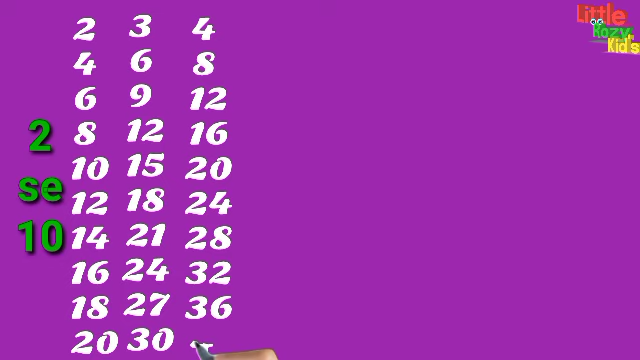 2 3 4
4 6 8
6 9 12
8 12 16
10 15 20
12 18 24
14 21 28
16 24 32
18 27 36
20 30
2
se
10
Little
Rozy
Kid's